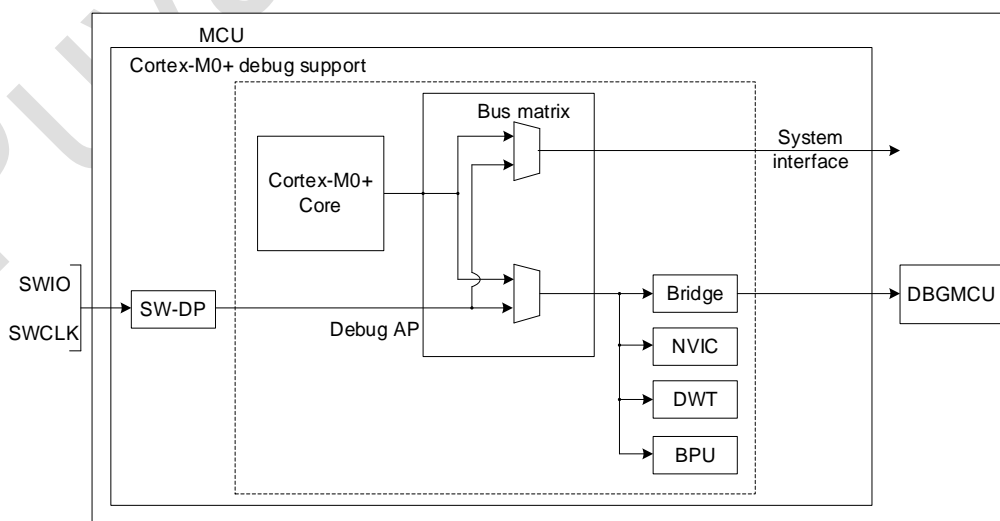 MCU
Cortex-M0+ debug support
Bus matrix
System
interface
Cortex-M0+
Core
SWIO
SWCLK
SW-DP
Debug AP
Bridge
DBGMCU
NVIC
DWT
BPU